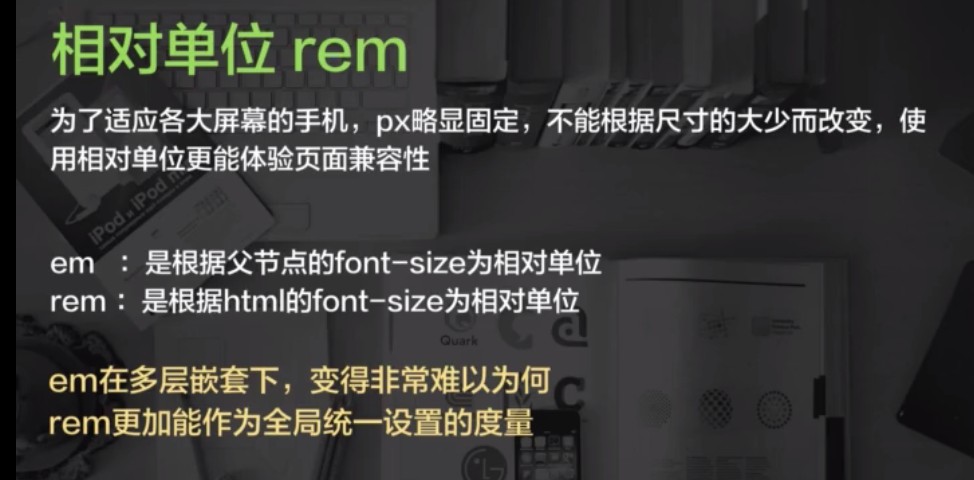 相对单位 rem
为了适应各大屏幕的手机，px略显固定，不能根据尺寸的大少而改变，使
用相对单位更能体验页面兼容性
em ：是根据父节点的font-size为相对单位
rem：是根据html的font-size为相对单位
em在多层嵌套下，变得非常难以为何
rem更加能作为全局统一设置的度量
iPod
iPod
Quark
LG